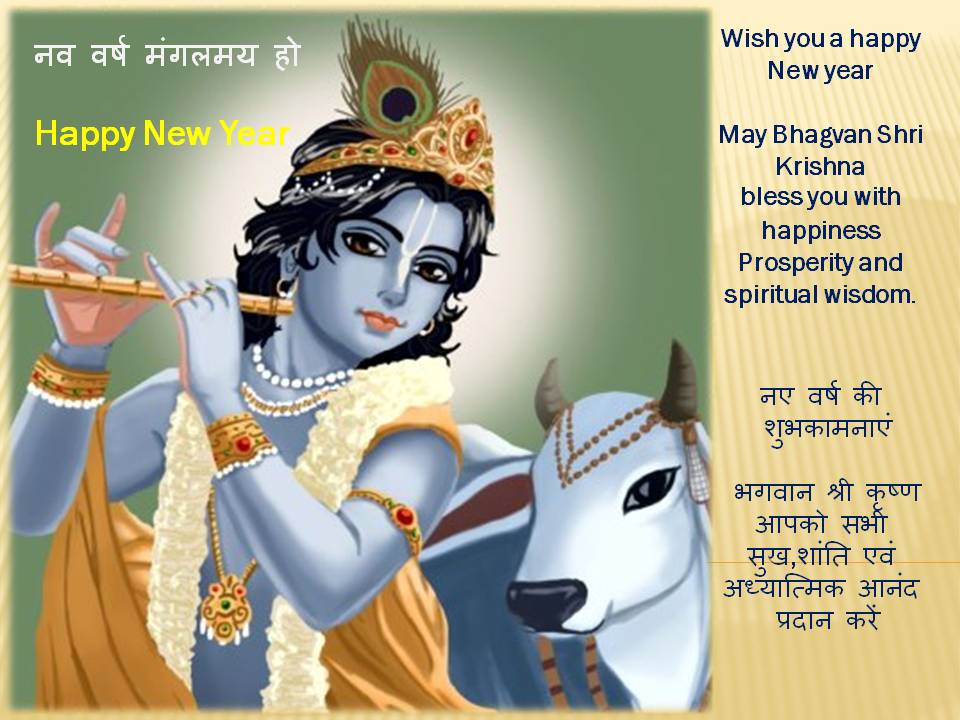 नव वर्ष मंगलमय हो
Happy New Year
Wish you a happy
New year
May Bhagvan Shri
Krishna
bless you with
happiness
Prosperity and
spiritual wisdom.
नए वर्ष की
शुभकामनाएं
भगवान श्री कृष्ण
आपको सभी
सुख,शांति एवं
अध्यात्मिक आनंद
प्रदान करें